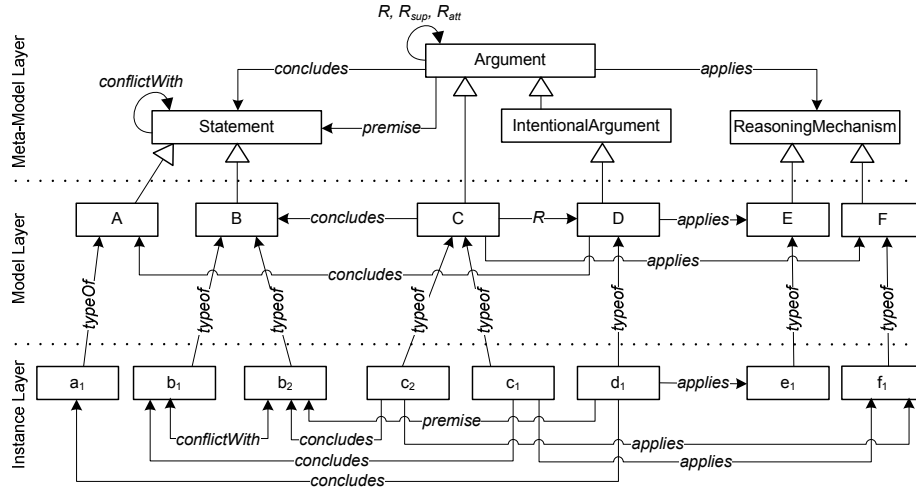 Meta-Model Layer
R, R_sup, R_att
Argument
concludes
applies
conflictWith
Statement
premise
IntentionalArgument
ReasoningMechanism
Model Layer
A
B
concludes
C
R
D
applies
E
F
concludes
applies
typeOf
typeof
typeof
typeof
typeof
typeof
typeof
typeof
Instance Layer
a₁
b₁
b₂
c₂
c₁
d₁
applies
e₁
f₁
premise
conflictWith
concludes
applies
concludes
applies
concludes